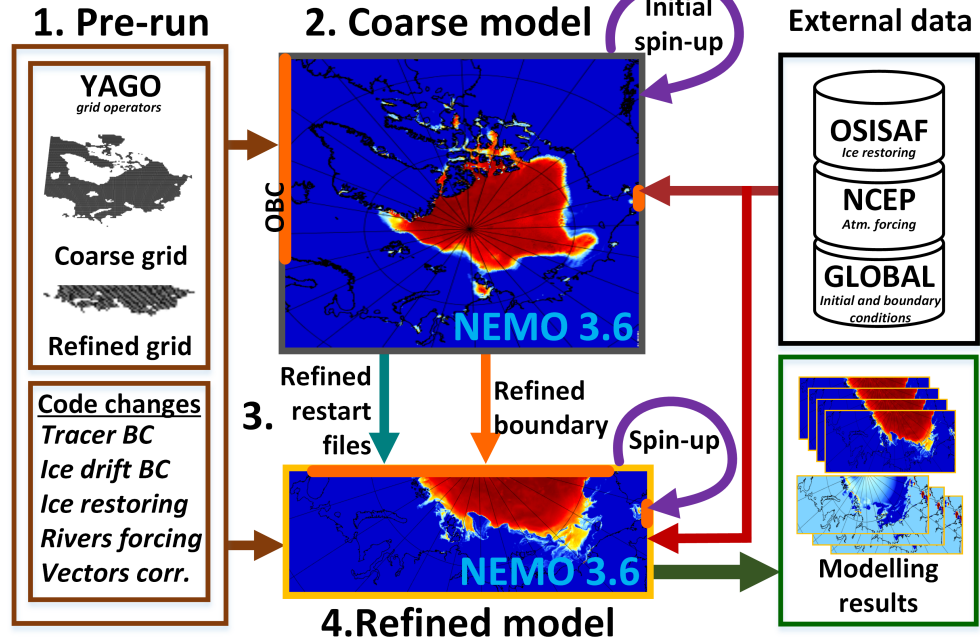 1. Pre-run
YAGO
grid operators
Coarse grid
Refined grid
Code changes
Tracer BC
Ice drift BC
Ice restoring
Rivers forcing
Vectors corr.
2. Coarse model
Initial
spin-up
OBC
NEMO 3.6
3.
Refined
restart
files
Refined
boundary
Spin-up
NEMO 3.6
4.Refined model
External data
OSISAF
Ice restoring
NCEP
Atm. forcing
GLOBAL
Initial and boundary
conditions
Modelling
results